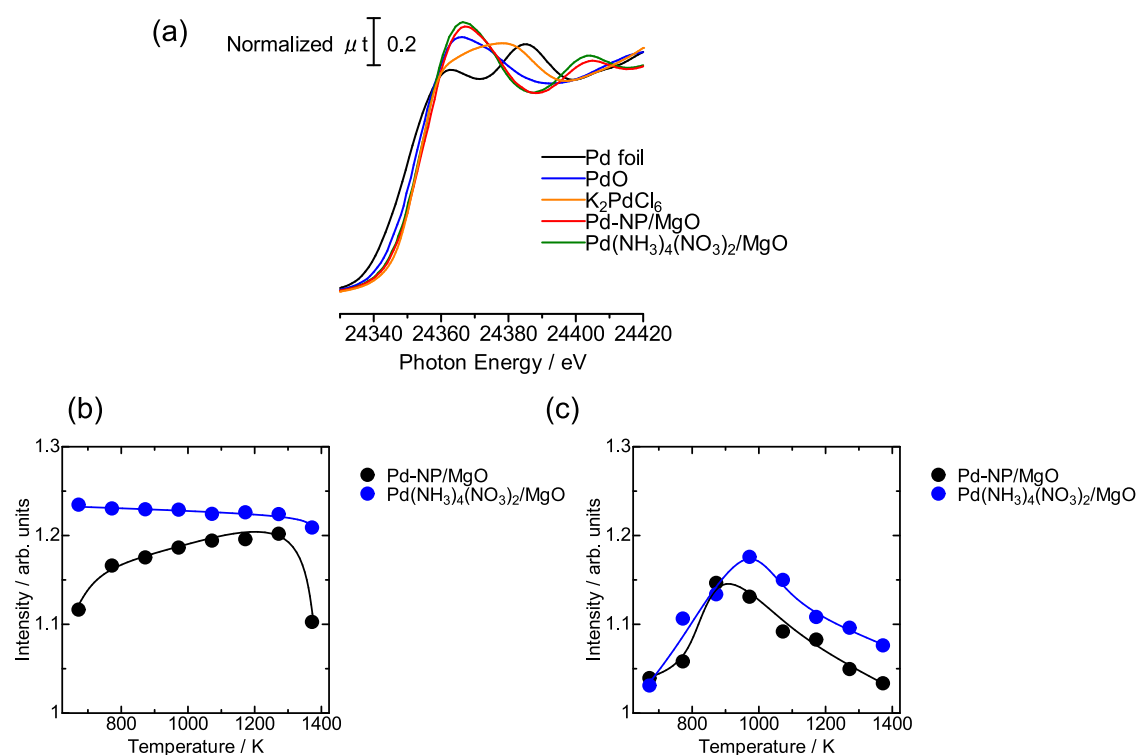 (a)
Normalized μt 0.2
Pd foil
PdO
K2PdCl6
Pd-NP/MgO
Pd(NH3)4(NO3)2/MgO
24340 24360 24380 24400 24420
Photon Energy / eV
(b)
1.3
1.2
1.1
1
Intensity / arb. units
800 1000 1200 1400
Temperature / K
Pd-NP/MgO
Pd(NH3)4(NO3)2/MgO
(c)
1.3
1.2
1.1
1
Intensity / arb. units
800 1000 1200 1400
Temperature / K
Pd-NP/MgO
Pd(NH3)4(NO3)2/MgO